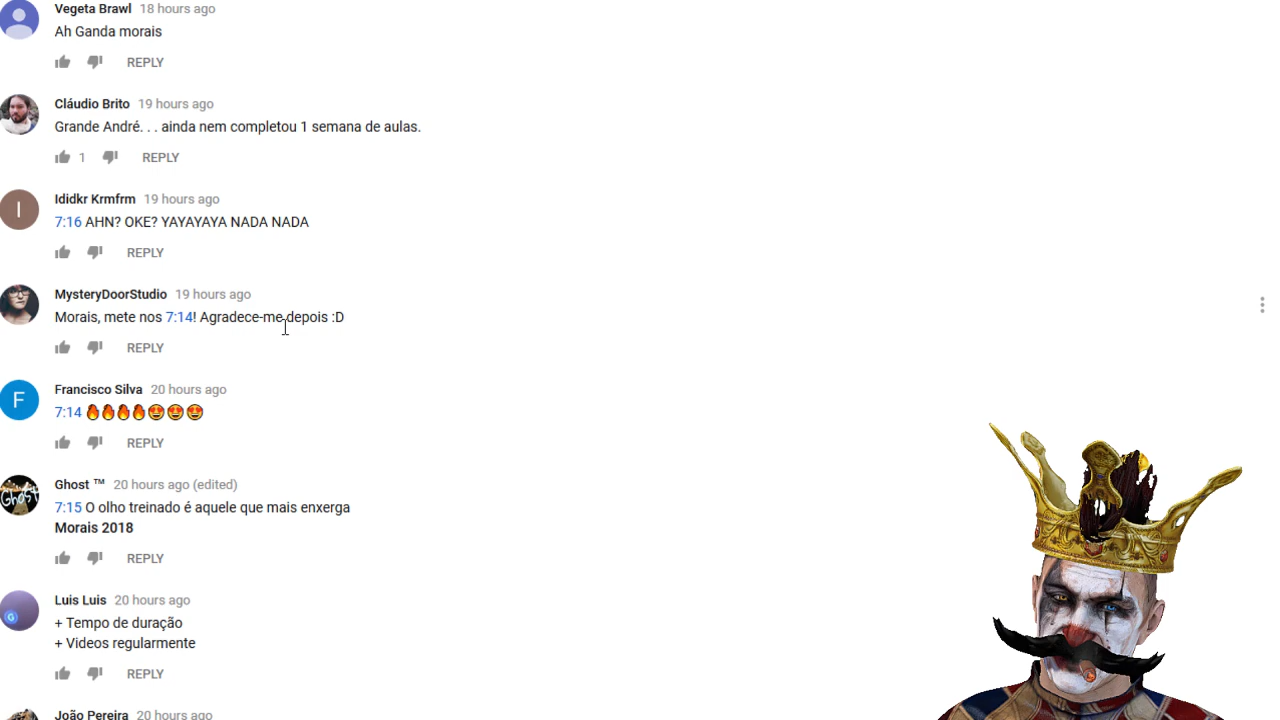 Vegeta Brawl 18 hours ago
Ah Ganda morais
REPLY
Cláudio Brito 19 hours ago
Grande André. . . ainda nem completou 1 semana de aulas.
1 REPLY
I
Ididkr Krmfrm 19 hours ago
7:16 AHN? OKE? YAYAYAYA NADA NADA
REPLY
MysteryDoorStudio 19 hours ago
Morais, mete nos 7:14! Agradece-me depois :D
REPLY
F
Francisco Silva 20 hours ago
7:14 🔥🔥🔥🔥😍😍😍
REPLY
Ghost
Ghost ™ 20 hours ago (edited)
7:15 O olho treinado é aquele que mais enxerga
Morais 2018
REPLY
G
Luis Luis 20 hours ago
+ Tempo de duração
+ Videos regularmente
REPLY
João Pereira 20 hours ago